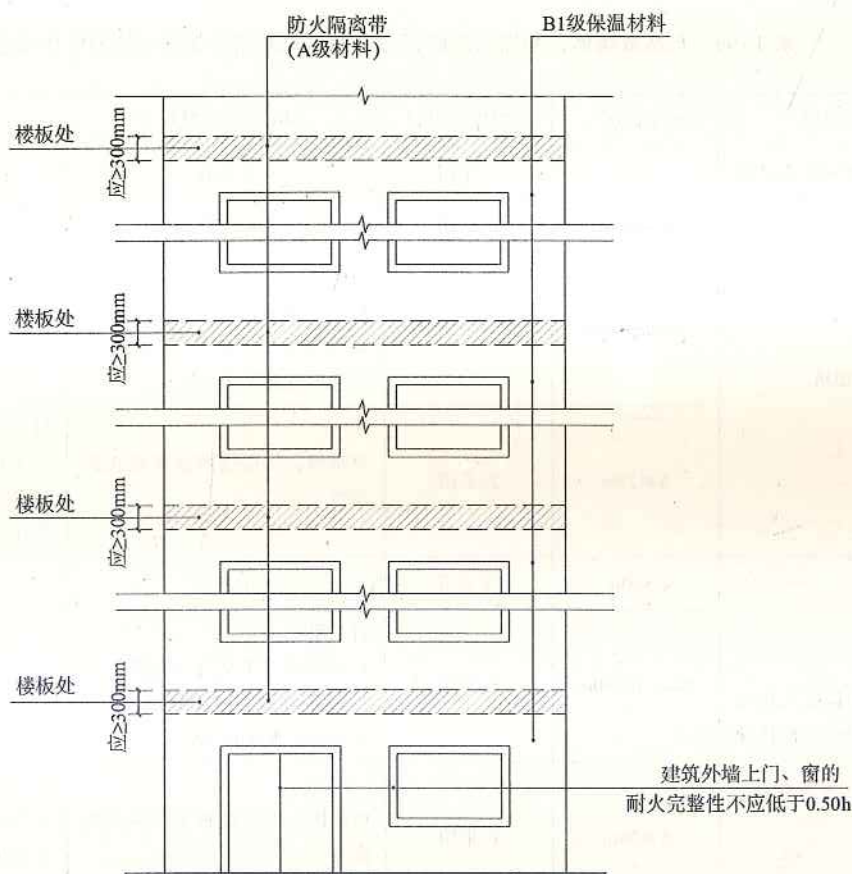 防火隔离带
(A级材料)
B1级保温材料
楼板处
应≥300mm
楼板处
应≥300mm
楼板处
应≥300mm
楼板处
应≥300mm
建筑外墙上门、窗的
耐火完整性不应低于0.50h